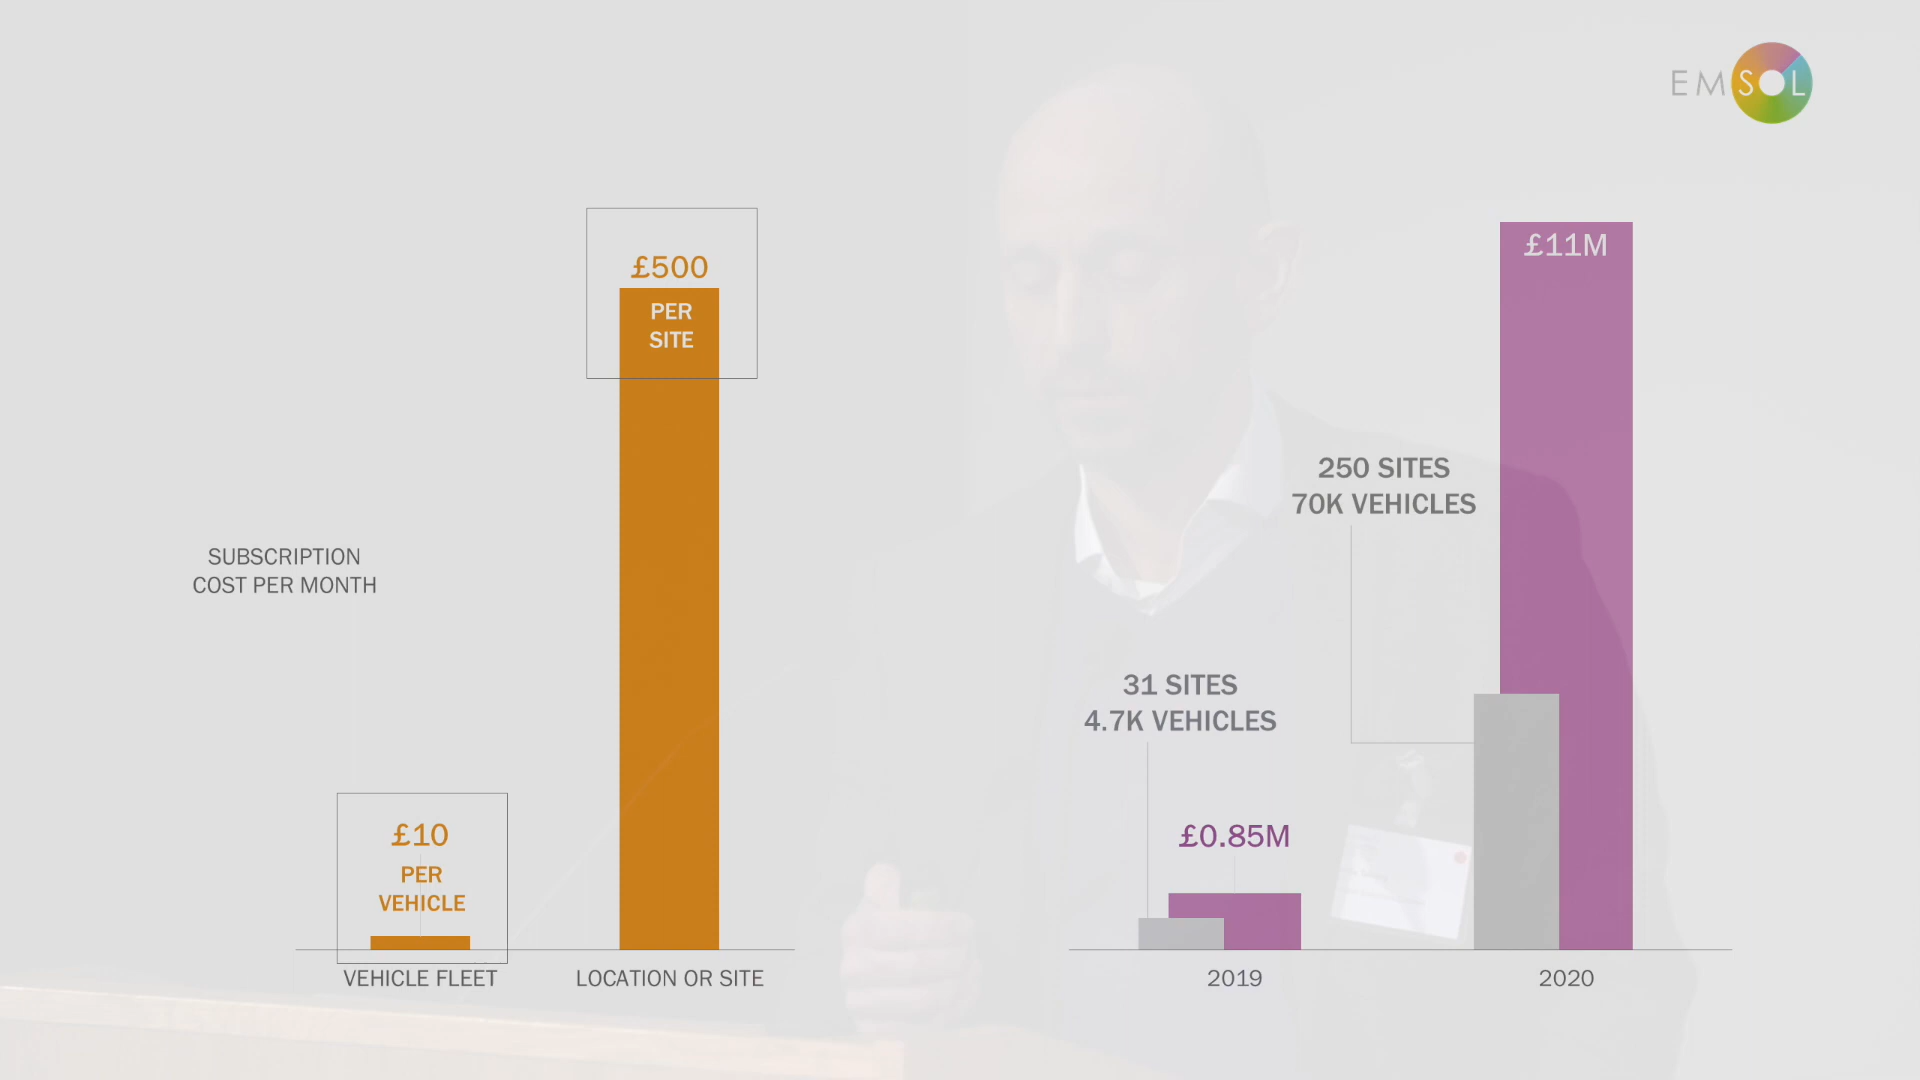 EMSOL
£500
PER
SITE
SUBSCRIPTION
COST PER MONTH
£10
PER
VEHICLE
VEHICLE FLEET
LOCATION OR SITE
£11M
250 SITES
70K VEHICLES
31 SITES
4.7K VEHICLES
£0.85M
2019
2020